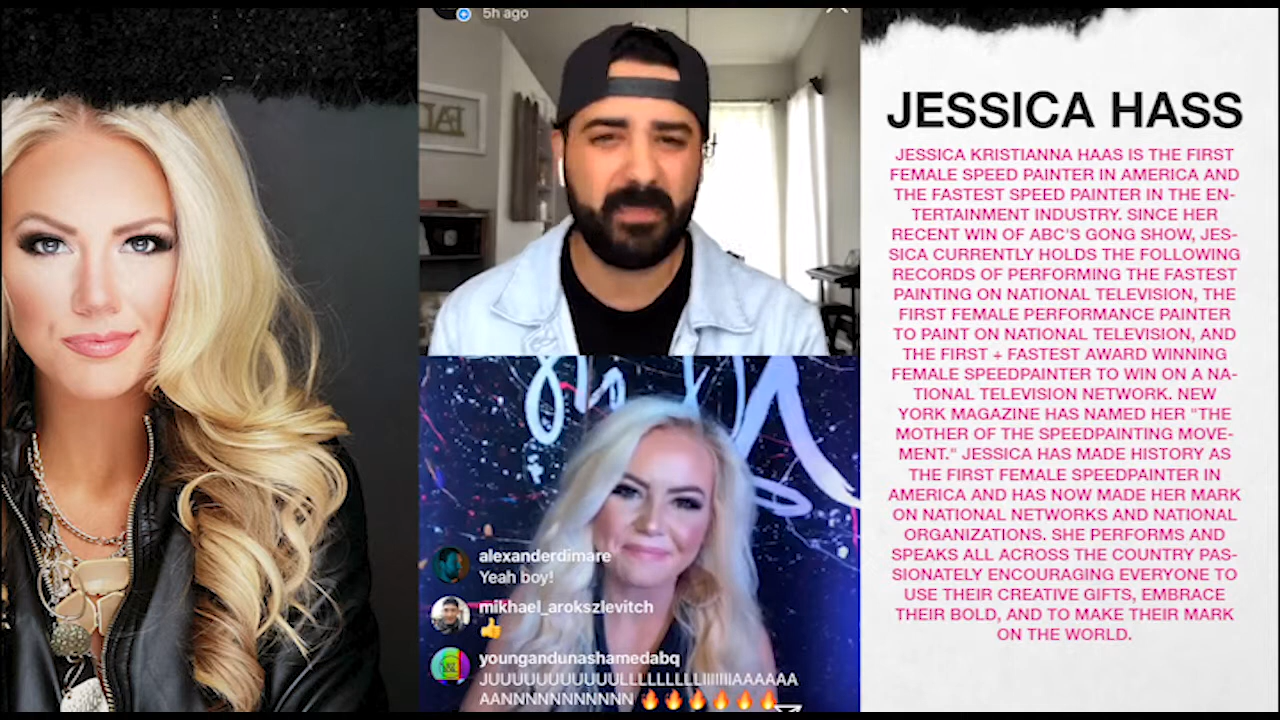 5h ago
JESSICA HASS
JESSICA KRISTIANNA HAAS IS THE FIRST
FEMALE SPEED PAINTER IN AMERICA AND
THE FASTEST SPEED PAINTER IN THE EN-
TERTAINMENT INDUSTRY. SINCE HER
RECENT WIN OF ABC'S GONG SHOW, JES-
SICA CURRENTLY HOLDS THE FOLLOWING
RECORDS OF PERFORMING THE FASTEST
PAINTING ON NATIONAL TELEVISION, THE
FIRST FEMALE PERFORMANCE PAINTER
TO PAINT ON NATIONAL TELEVISION, AND
THE FIRST + FASTEST AWARD WINNING
FEMALE SPEEDPAINTER TO WIN ON A NA-
TIONAL TELEVISION NETWORK. NEW
YORK MAGAZINE HAS NAMED HER "THE
MOTHER OF THE SPEEDPAINTING MOVE-
MENT." JESSICA HAS MADE HISTORY AS
THE FIRST FEMALE SPEEDPAINTER IN
AMERICA AND HAS NOW MADE HER MARK
ON NATIONAL NETWORKS AND NATIONAL
ORGANIZATIONS. SHE PERFORMS AND
SPEAKS ALL ACROSS THE COUNTRY PAS-
SIONATELY ENCOURAGING EVERYONE TO
USE THEIR CREATIVE GIFTS, EMBRACE
THEIR BOLD, AND TO MAKE THEIR MARK
ON THE WORLD.
alexanderdimare
Yeah boy!
mikhael_arokszlevitch
👍
youngandunashamedabq
JUUUUUUUUUUUULLLLLLLLLIIIIIIIIAAAAAA
AANNNNNNNNNNN 🔥🔥🔥🔥🔥🔥